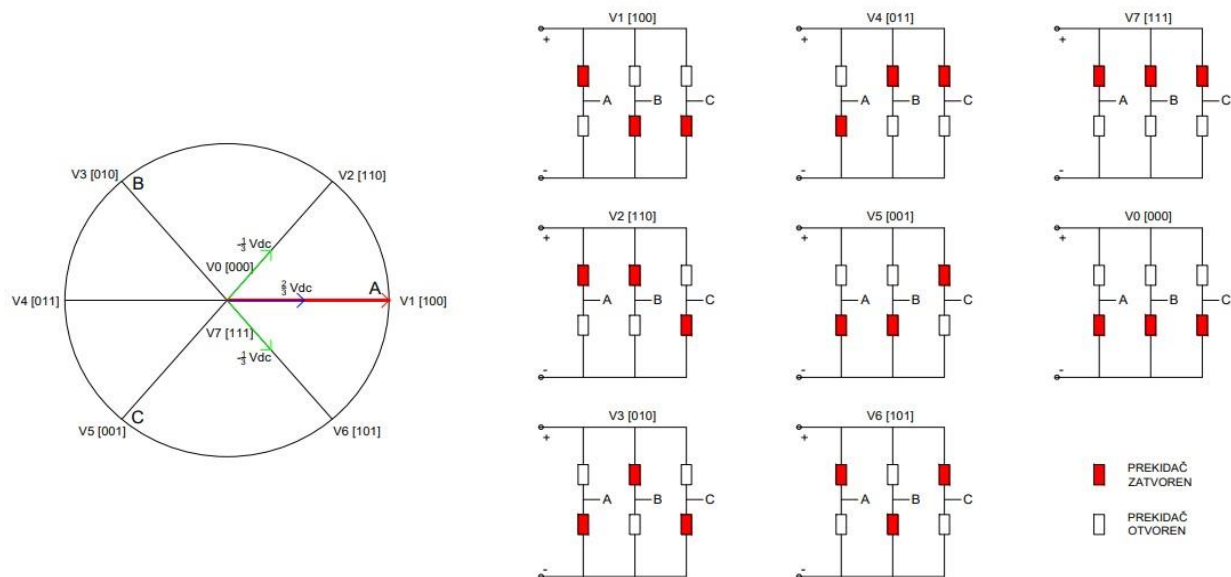 V3 [010]
B
V2 [110]
-1/3 Vdc
V0 [000]
2/3 Vdc
A
V4 [011]
V1 [100]
V7 [111]
-1/3 Vdc
C
V5 [001]
V6 [101]
V1 [100]
+
A
B
C
-
V4 [011]
+
A
B
C
-
V7 [111]
+
A
B
C
-
V2 [110]
+
A
B
C
-
V5 [001]
+
A
B
C
-
V0 [000]
+
A
B
C
-
V3 [010]
+
A
B
C
-
V6 [101]
+
A
B
C
-
PREKIDAČ
ZATVOREN
PREKIDAČ
OTVOREN